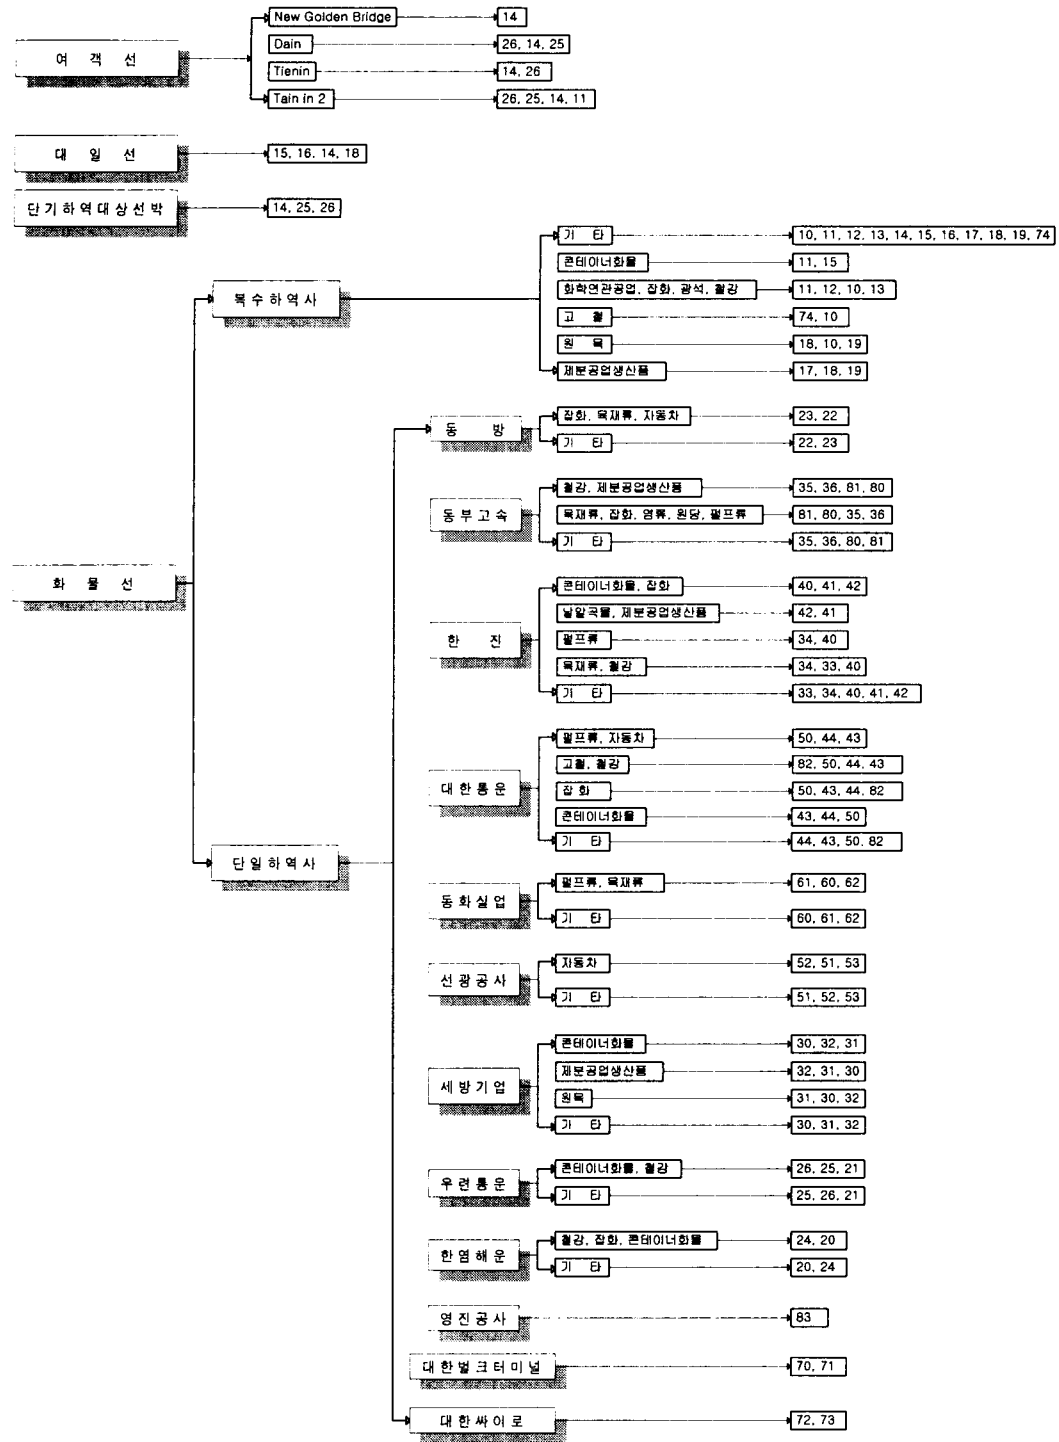 New Golden Bridge 14
Dain 26, 14, 25
여 객 선
Tienin 14, 26
Tain in 2 26, 25, 14, 11
대 일 선 15, 16, 14, 18
단기하역대상선박 14, 25, 26
기 타 10, 11, 12, 13, 14, 15, 16, 17, 18, 19, 74
콘테이너화물 11, 15
복수하역사 화학연관공업, 잡화, 광석, 철강 11, 12, 10, 13
고 철 74, 10
원 목 18, 10, 19
제분공업생산품 17, 18, 19
동 방 잡화, 목재류, 자동차 23, 22
기 타 22, 23
철강, 제분공업생산품 35, 36, 81, 80
동부고속 목재류, 잡화, 염류, 원당, 펄프류 81, 80, 35, 36
기 타 35, 36, 80, 81
화 물 선
콘테이너화물, 잡화 40, 41, 42
낱알곡물, 제분공업생산품 42, 41
한 진 펄프류 34, 40
목재류, 철강 34, 33, 40
기 타 33, 34, 40, 41, 42
펄프류, 자동차 50, 44, 43
고철, 철강 82, 50, 44, 43
대한통운 잡 화 50, 43, 44, 82
콘테이너화물 43, 44, 50
기 타 44, 43, 50, 82
단일하역사
동화실업 펄프류, 목재류 61, 60, 62
기 타 60, 61, 62
선광공사 자동차 52, 51, 53
기 타 51, 52, 53
콘테이너화물 30, 32, 31
세방기업 제분공업생산품 32, 31, 30
원목 31, 30, 32
기 타 30, 31, 32
우련통운 콘테이너화물, 철강 26, 25, 21
기 타 25, 26, 21
한염해운 철강, 잡화, 콘테이너화물 24, 20
기 타 20, 24
영진공사 83
대한벌크터미널 70, 71
대한싸이로 72, 73